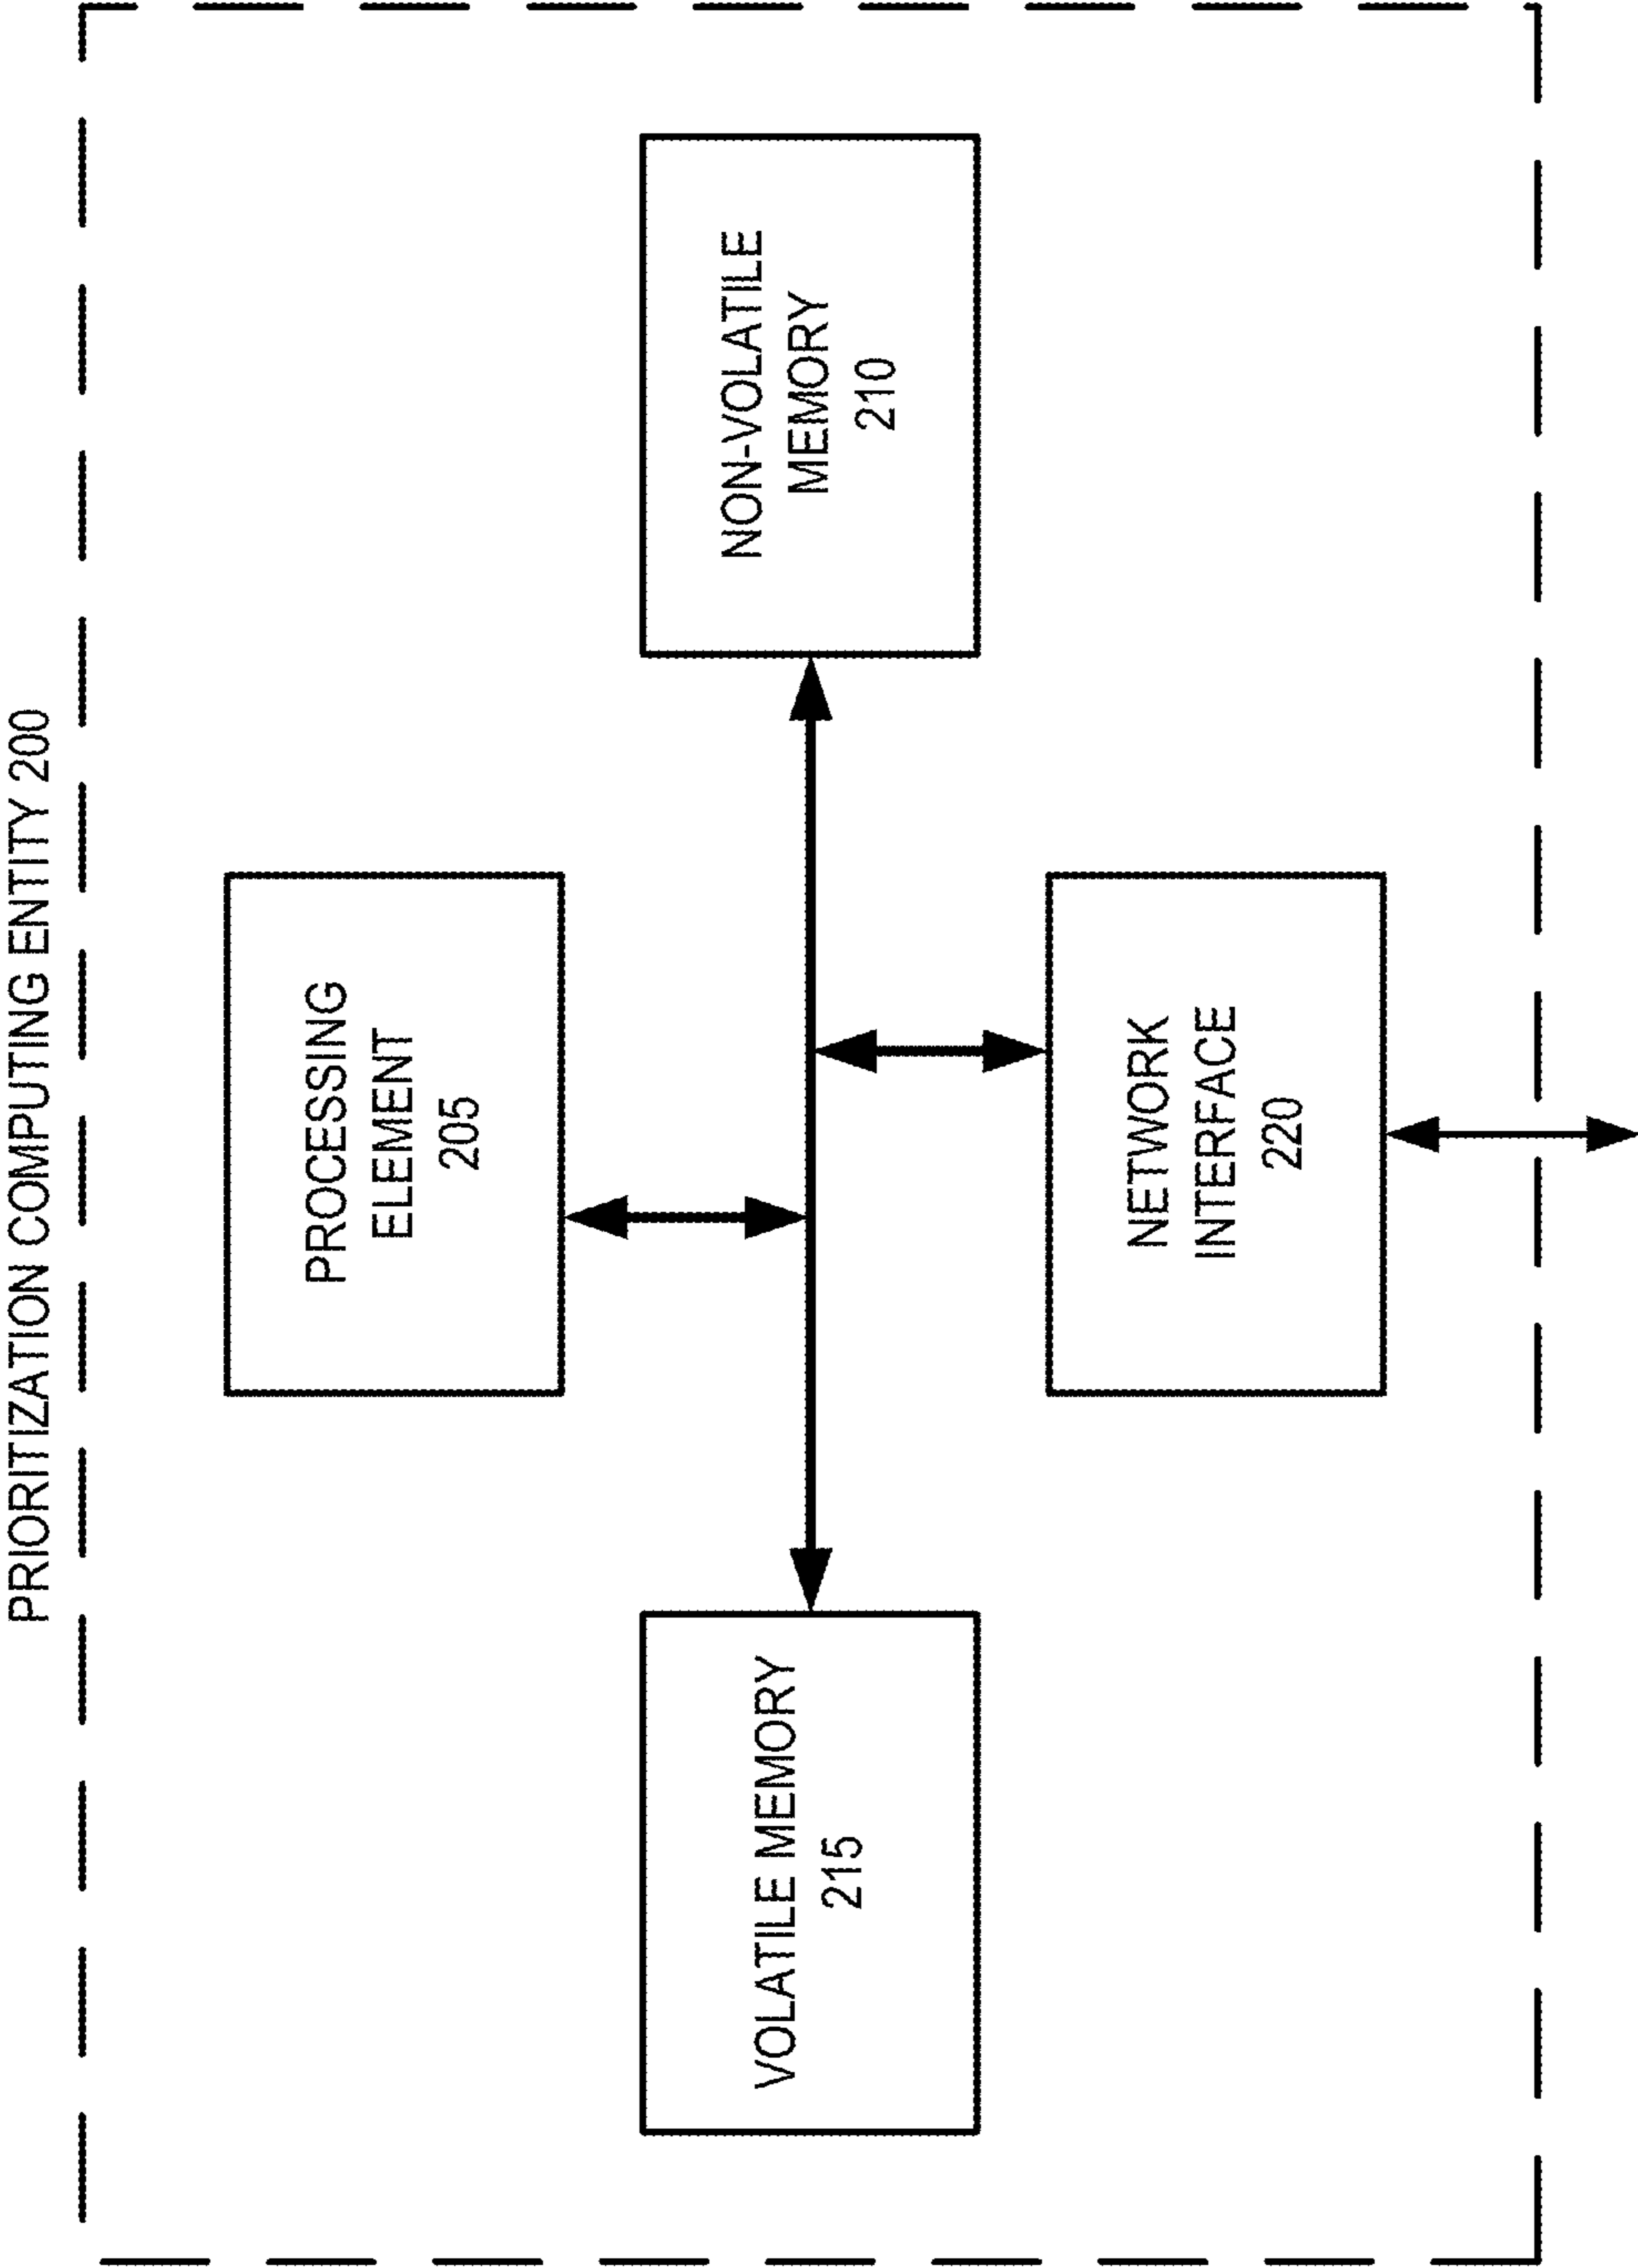 PRIORITIZATION COMPUTING ENTITY 200
PROCESSING
ELEMENT
205
VOLATILE MEMORY
215
NON-VOLATILE
MEMORY
210
NETWORK
INTERFACE
220